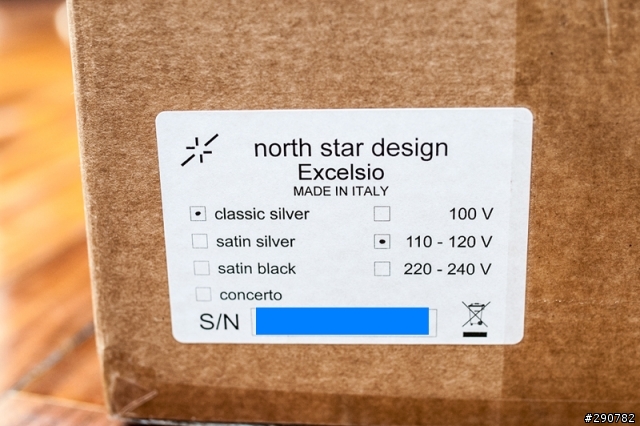 north star design
Excelsio
MADE IN ITALY
classic silver 100 V
satin silver 110 - 120 V
satin black 220 - 240 V
concerto
S/N
#290782